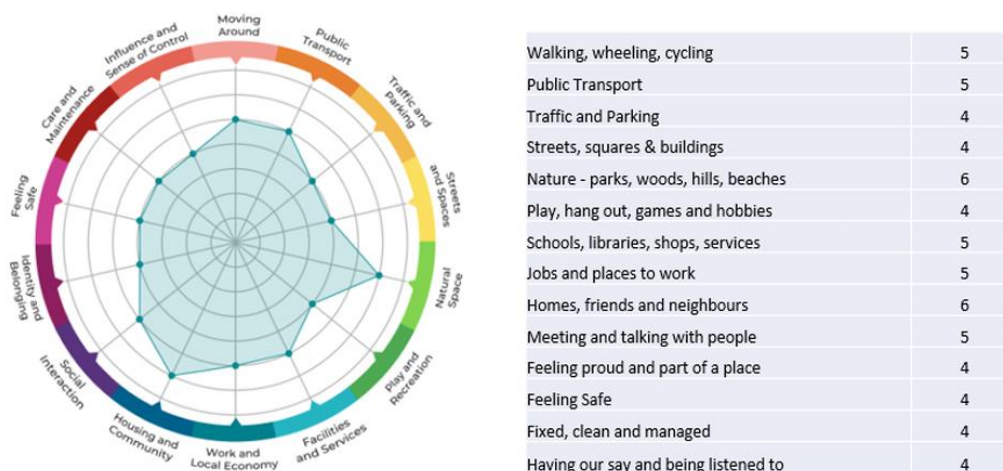 Moving
Around
Public
Transport
Traffic and
Parking
Streets
and Spaces
Natural
Space
Play and
Recreation
Facilities
and Services
Work and
Local Economy
Housing and
Community
Social
Interaction
Identity and
Belonging
Feeling
Safe
Care and
Maintenance
Influence and
Sense of Control
Walking, wheeling, cycling 5
Public Transport 5
Traffic and Parking 4
Streets, squares & buildings 4
Nature - parks, woods, hills, beaches 6
Play, hang out, games and hobbies 4
Schools, libraries, shops, services 5
Jobs and places to work 5
Homes, friends and neighbours 6
Meeting and talking with people 5
Feeling proud and part of a place 4
Feeling Safe 4
Fixed, clean and managed 4
Having our say and being listened to 4